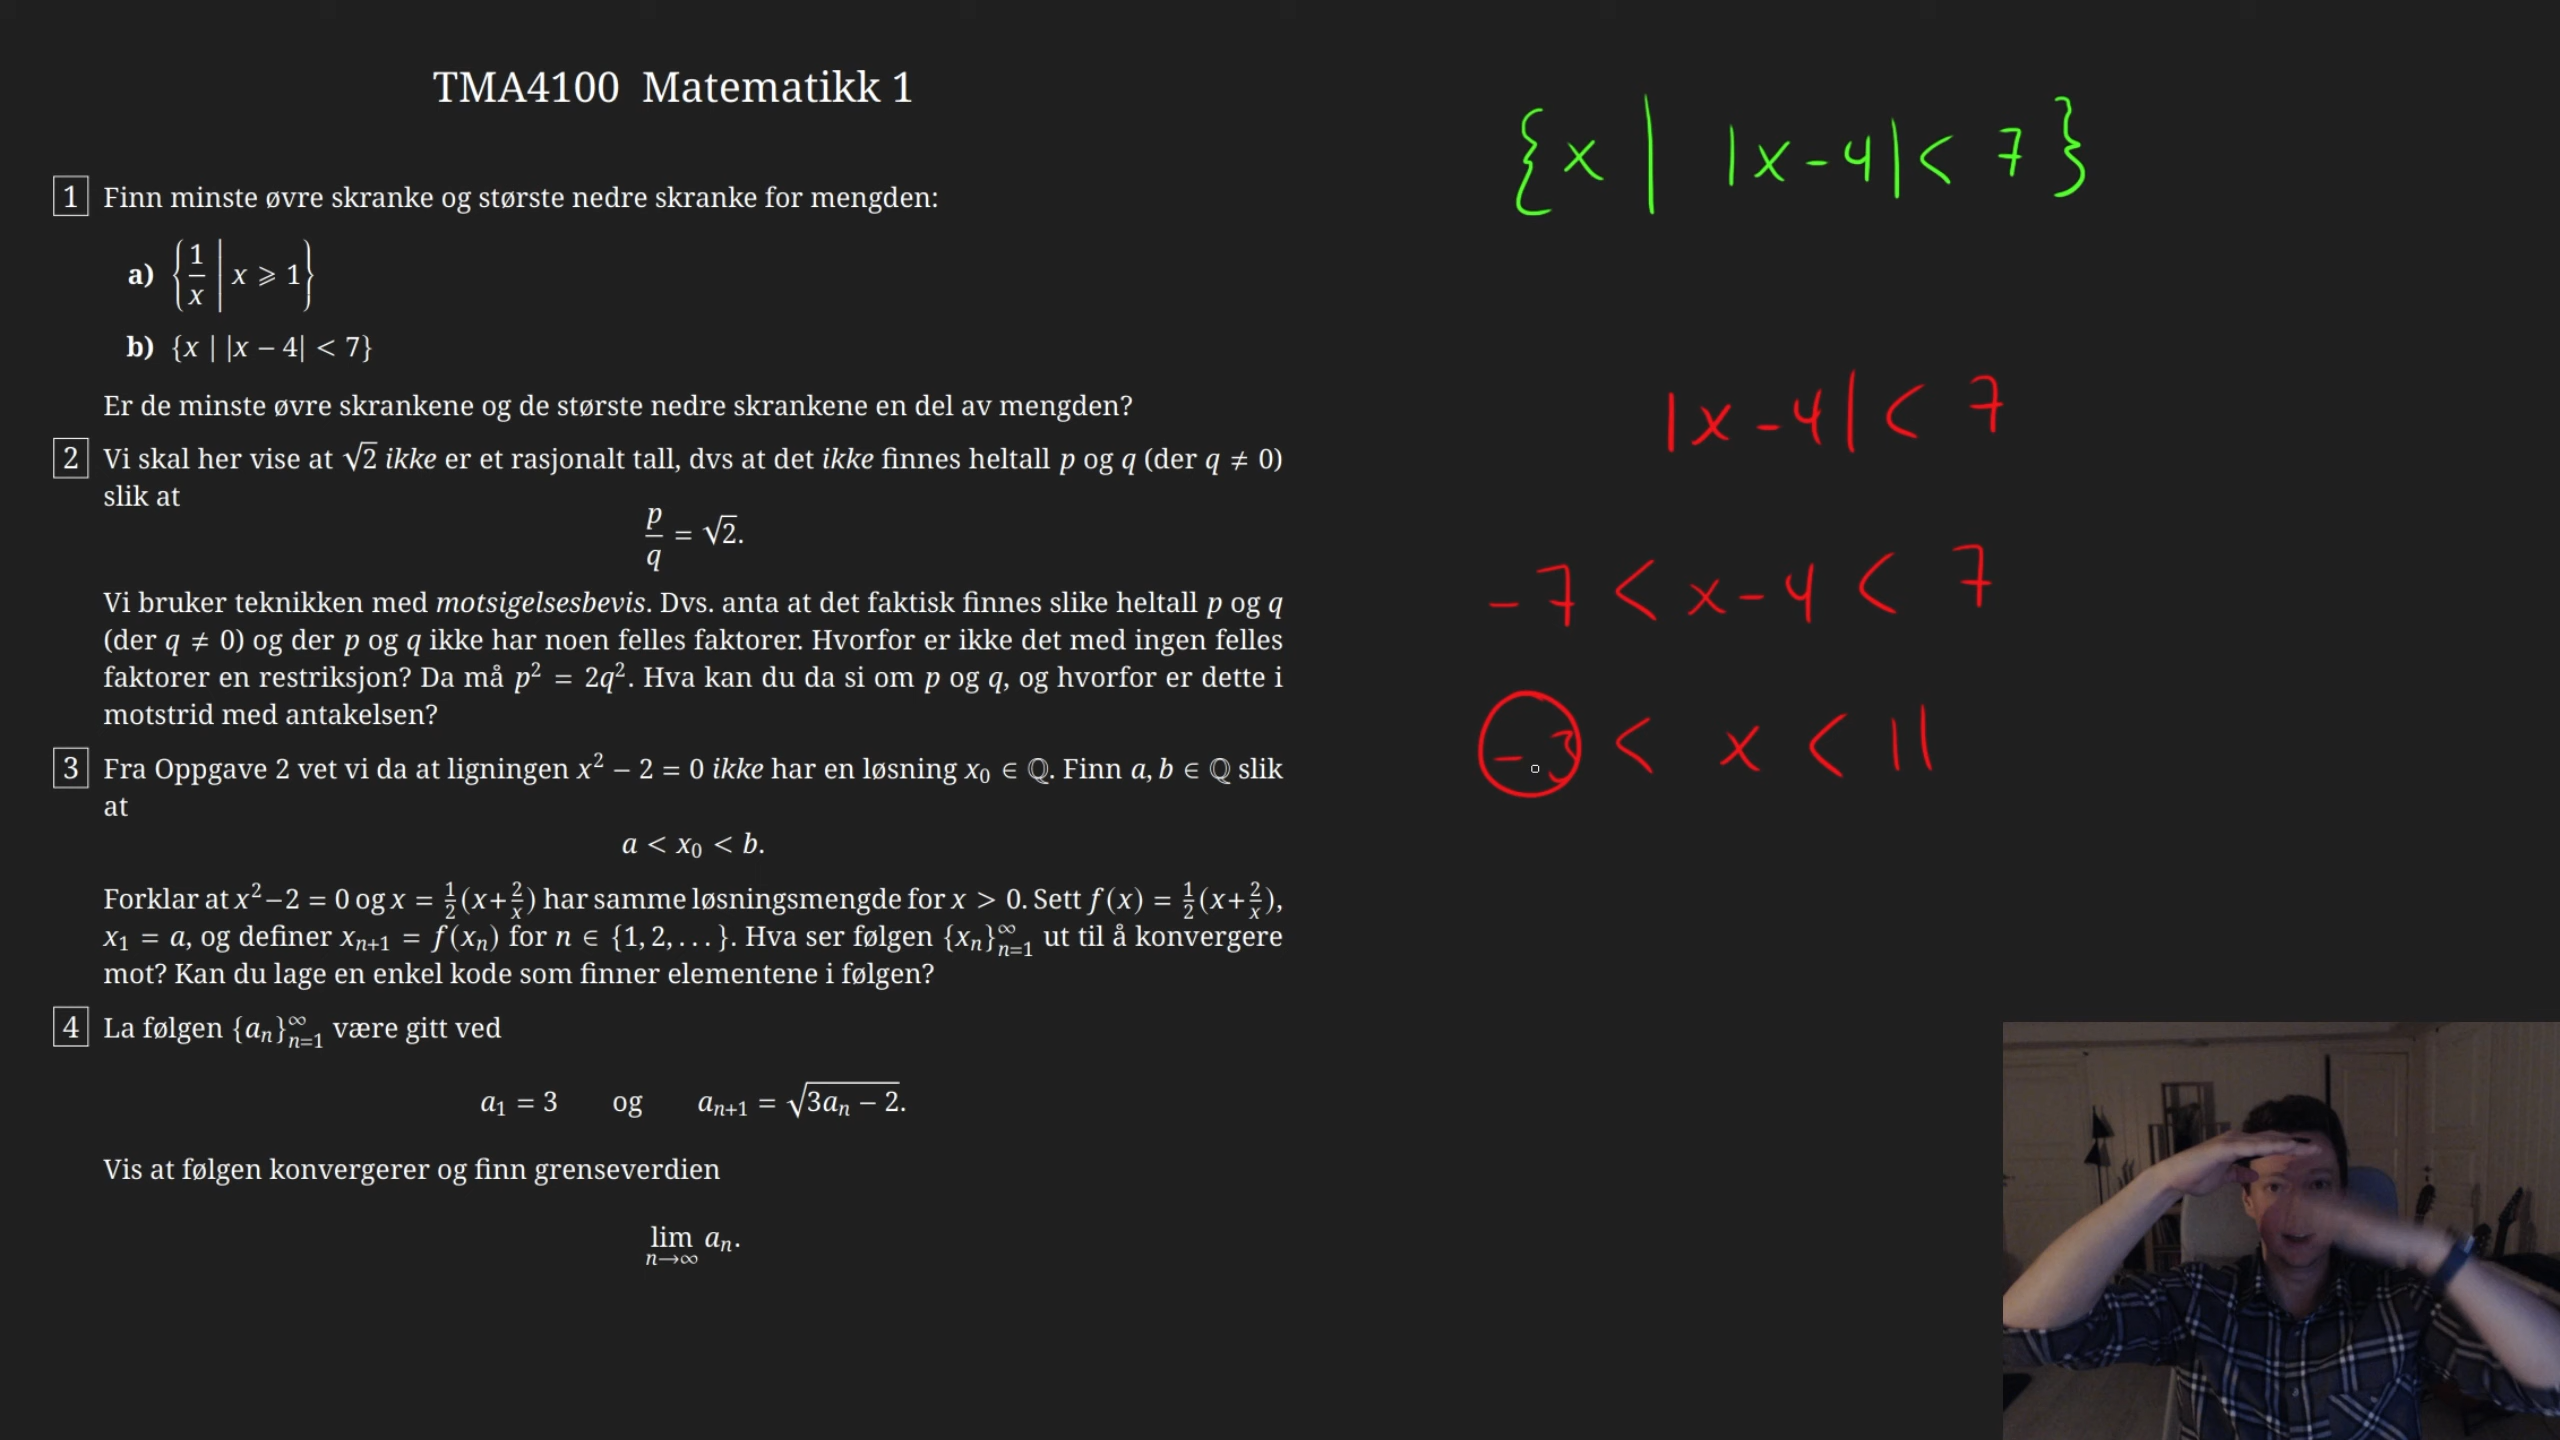 TMA4100 Matematikk 1
1 Finn minste øvre skranke og største nedre skranke for mengden:
a) {1/x | x ⩾ 1}
b) {x | |x − 4| < 7}
Er de minste øvre skrankene og de største nedre skrankene en del av mengden?
2 Vi skal her vise at √2 ikke er et rasjonalt tall, dvs at det ikke finnes heltall p og q (der q ≠ 0)
slik at
p/q = √2.
Vi bruker teknikken med motsigelsesbevis. Dvs. anta at det faktisk finnes slike heltall p og q
(der q ≠ 0) og der p og q ikke har noen felles faktorer. Hvorfor er ikke det med ingen felles
faktorer en restriksjon? Da må p² = 2q². Hva kan du da si om p og q, og hvorfor er dette i
motstrid med antakelsen?
3 Fra Oppgave 2 vet vi da at ligningen x² − 2 = 0 ikke har en løsning x₀ ∈ ℚ. Finn a, b ∈ ℚ slik
at
a < x₀ < b.
Forklar at x² − 2 = 0 og x = ½(x + 2/x) har samme løsningsmengde for x > 0. Sett f(x) = ½(x + 2/x),
x₁ = a, og definer xₙ₊₁ = f(xₙ) for n ∈ {1, 2, . . . }. Hva ser følgen {xₙ}ₙ₌₁^∞ ut til å konvergere
mot? Kan du lage en enkel kode som finner elementene i følgen?
4 La følgen {aₙ}ₙ₌₁^∞ være gitt ved
a₁ = 3 og aₙ₊₁ = √(3aₙ − 2).
Vis at følgen konvergerer og finn grenseverdien
lim n→∞ aₙ.
{x | |x-4| < 7}
|x-4| < 7
-7 < x-4 < 7
-3 < x < 11